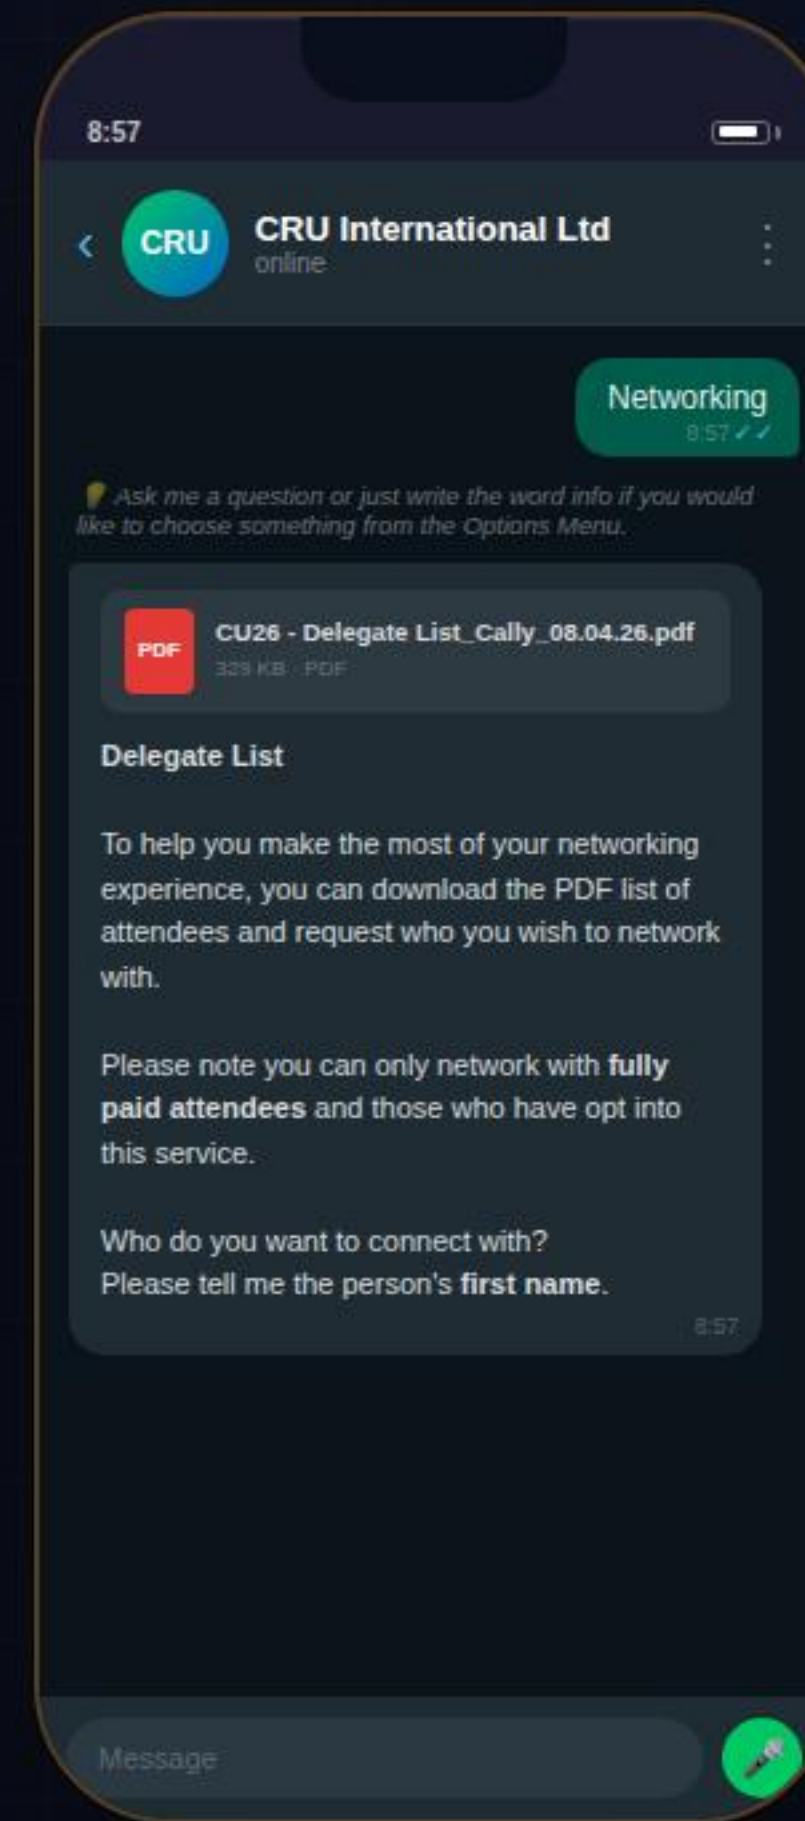 8:57
CRU
CRU International Ltd
online
Networking
8:57 ✓✓
💡 Ask me a question or just write the word info if you would
like to choose something from the Options Menu.
PDF
CU26 - Delegate List_Cally_08.04.26.pdf
329 KB · PDF
Delegate List
To help you make the most of your networking
experience, you can download the PDF list of
attendees and request who you wish to network
with.
Please note you can only network with fully
paid attendees and those who have opt into
this service.
Who do you want to connect with?
Please tell me the person's first name.
8:57
Message